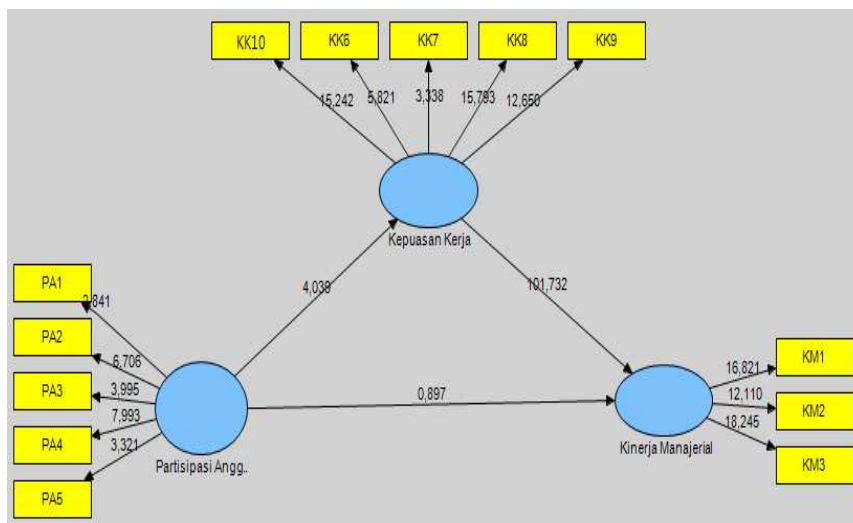 KK10 KK6 KK7 KK8 KK9
15,242 5,821 3,338 15,793 12,650
Kepuasan Kerja
4,039 101,732
PA1
PA2
PA3
PA4
PA5
2,841
6,706
3,995
7,993
3,321
Partisipasi Angg..
0,897
Kinerja Manajerial
16,821
12,110
18,245
KM1
KM2
KM3